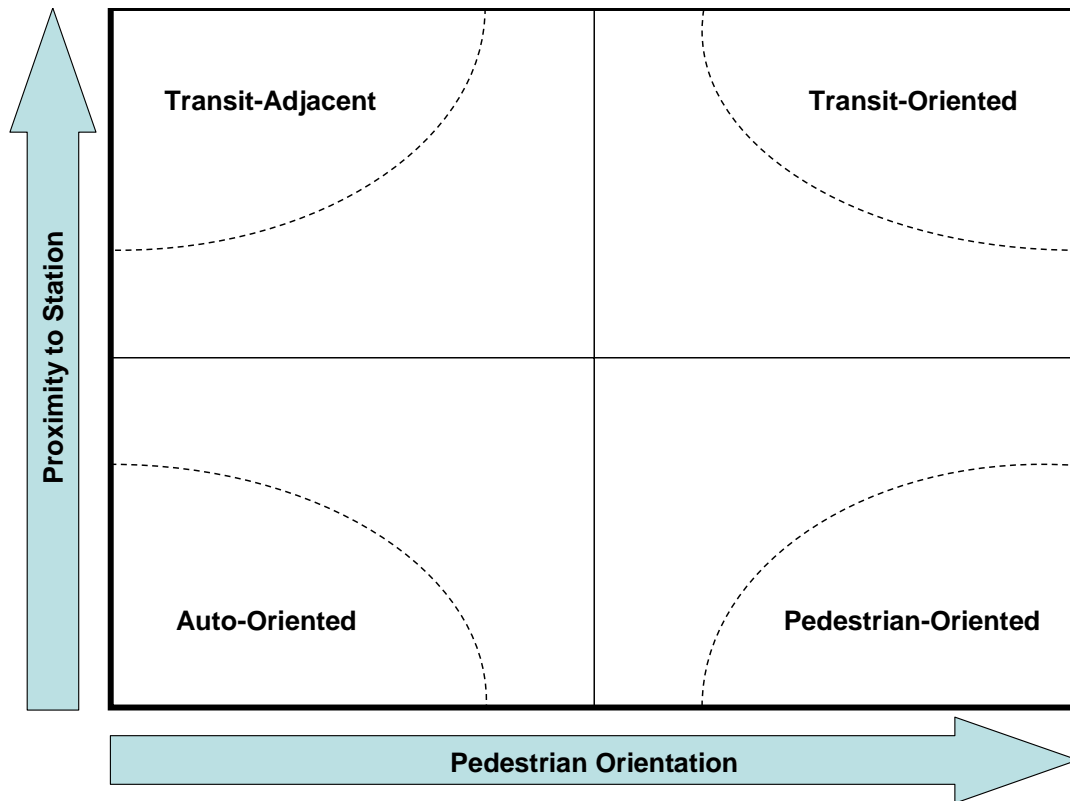 Transit-Adjacent
Transit-Oriented
Proximity to Station
Auto-Oriented
Pedestrian-Oriented
Pedestrian Orientation